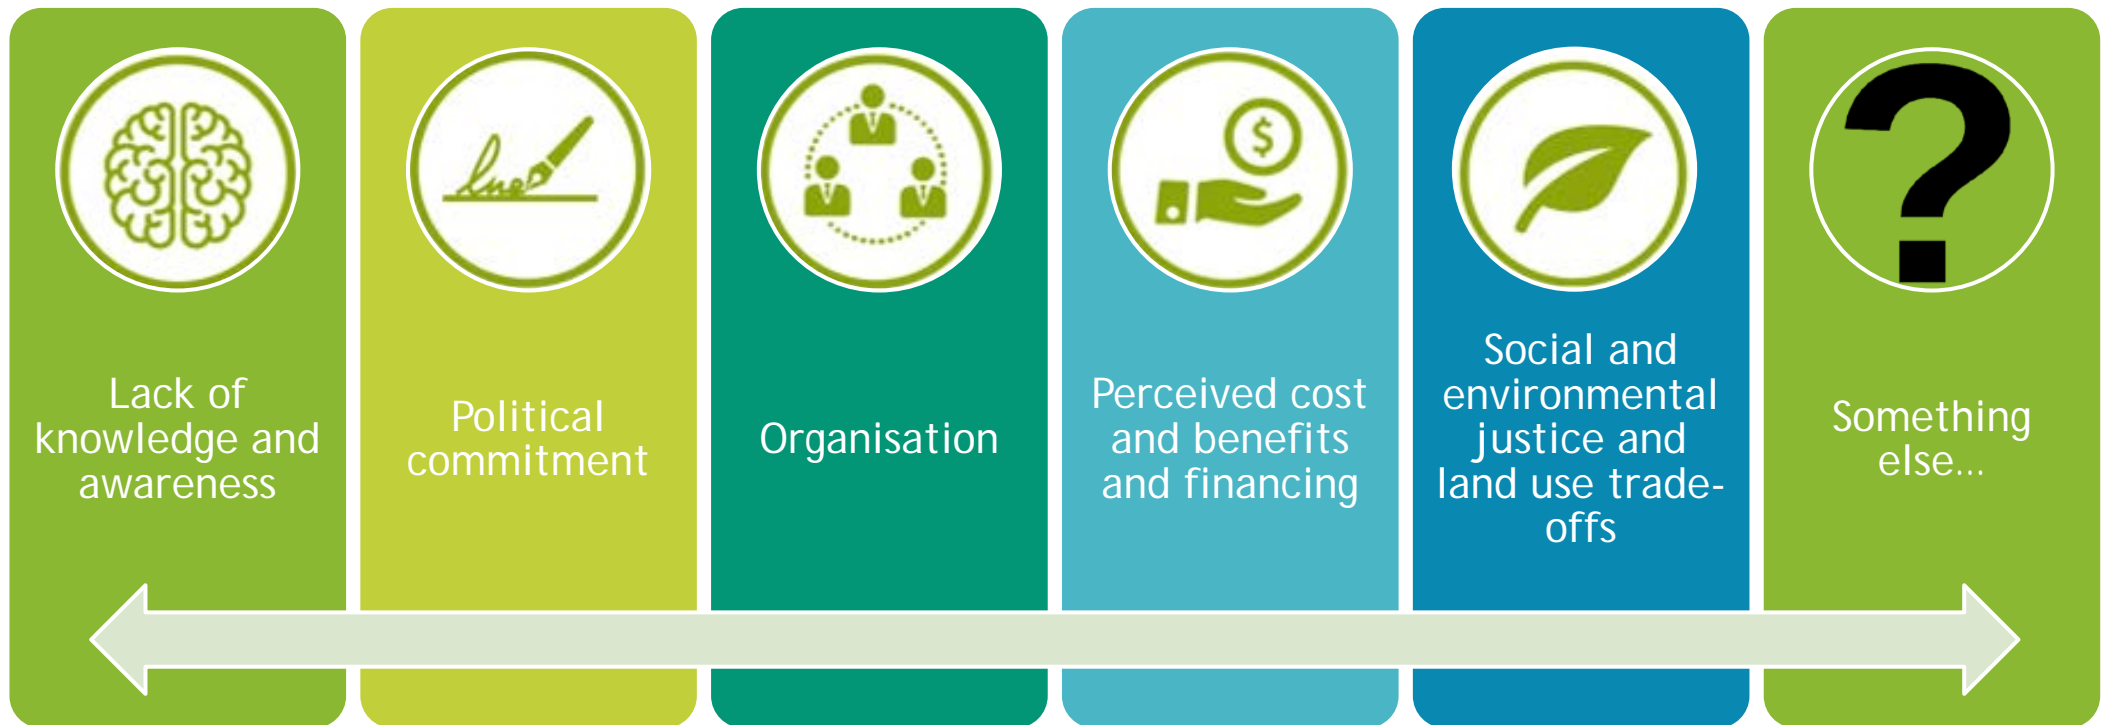 Lack of
knowledge and
awareness
Political
commitment
Organisation
Perceived cost
and benefits
and financing
Social and
environmental
justice and
land use trade-
offs
?
Something
else...
$